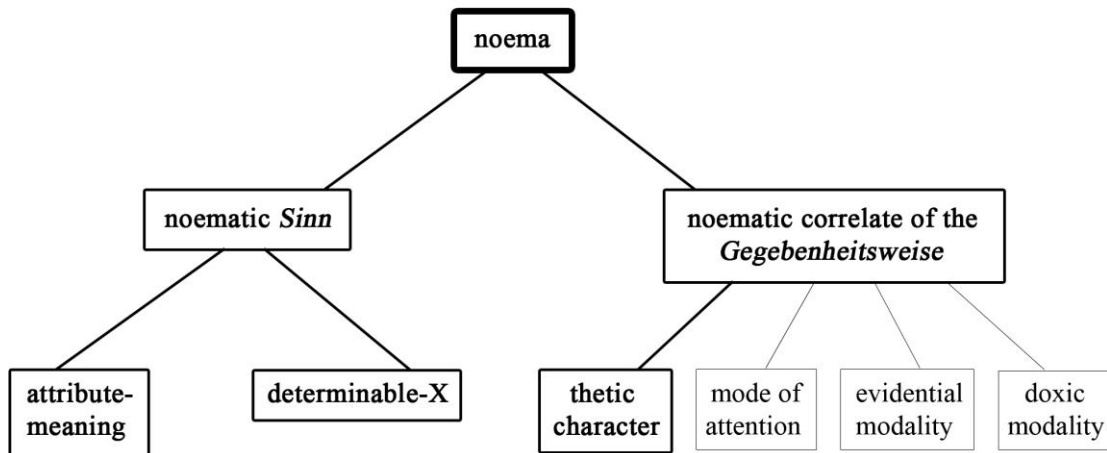 noema
noematic Sinn
noematic correlate of the
Gegebenheitsweise
attribute-
meaning
determinable-X
thetic
character
mode of
attention
evidential
modality
doxic
modality